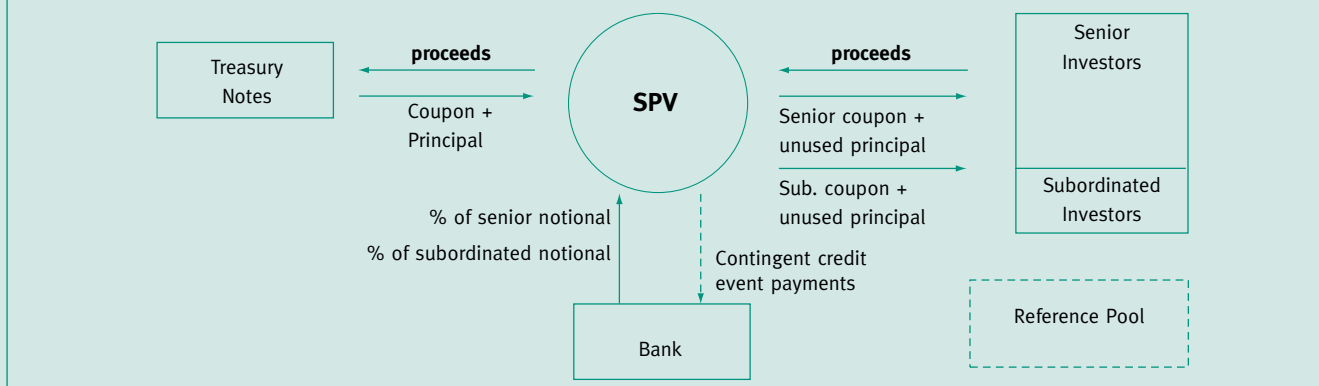 Treasury
Notes
proceeds
Coupon +
Principal
SPV
proceeds
Senior coupon +
unused principal
Sub. coupon +
unused principal
Senior
Investors
Subordinated
Investors
% of senior notional
% of subordinated notional
Contingent credit
event payments
Bank
Reference Pool